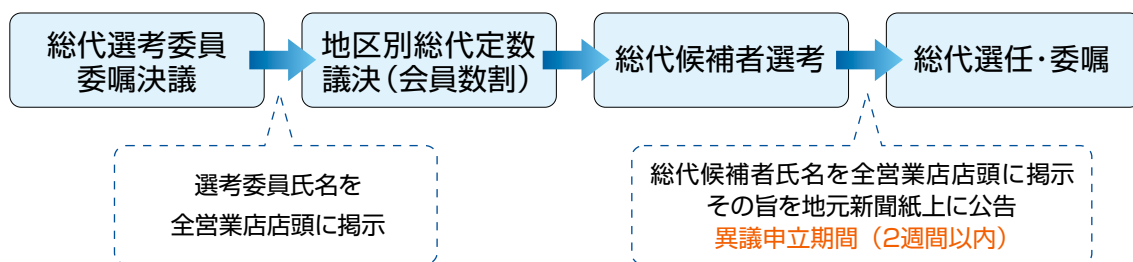 総代選考委員
委嘱決議
地区別総代定数
議決（会員数割）
総代候補者選考
総代選任・委嘱
選考委員氏名を
全営業店店頭に掲示
総代候補者氏名を全営業店店頭に掲示
その旨を地元新聞紙上に公告
異議申立期間（2週間以内）